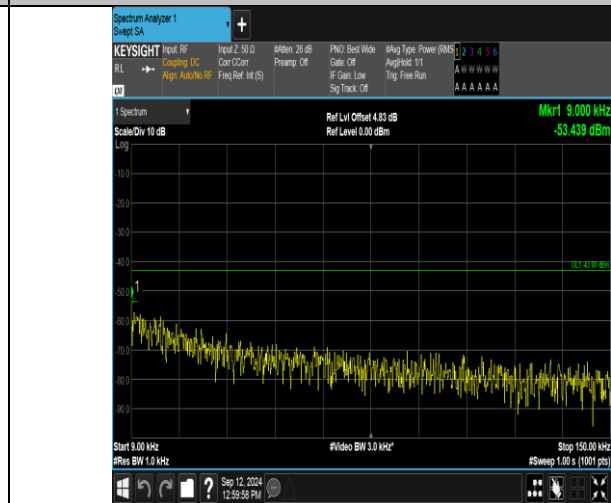 Spectrum Analyzer 1
Swept SA
+
KEYSIGHT
RL
LXI
Input: RF
Coupling: DC
Align: Auto/No RF
Input Z: 50 Ω
Corr CCorr
Freq Ref: Int (S)
#Atten: 26 dB
Preamp: Off
PNO: Best Wide
Gate: Off
IF Gain: Low
Sig Track: Off
#Avg Type: Power (RMS
Avg|Hold: 1/1
Trig: Free Run
1 2 3 4 5 6
A W W W W W
A A A A A A
1 Spectrum
Scale/Div 10 dB
Log
Ref Lvl Offset 4.83 dB
Ref Level 0.00 dBm
Mkr1 9.000 kHz
-53.439 dBm
-10.0
-20.0
-30.0
-40.0
DL1 -43.00 dBm
-50.0
1
-60.0
-70.0
-80.0
-90.0
Start 9.00 kHz
#Res BW 1.0 kHz
#Video BW 3.0 kHz*
Stop 150.00 kHz
#Sweep 1.00 s (1001 pts)
?
Sep 12, 2024
12:59:58 PM